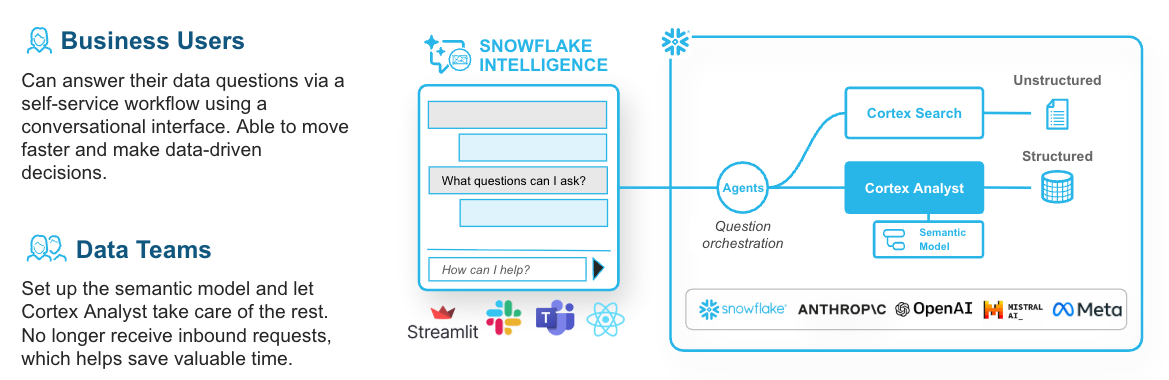 Business Users
Can answer their data questions via a
self-service workflow using a
conversational interface. Able to move
faster and make data-driven
decisions.
Data Teams
Set up the semantic model and let
Cortex Analyst take care of the rest.
No longer receive inbound requests,
which helps save valuable time.
SNOWFLAKE
INTELLIGENCE
What questions can I ask?
How can I help?
Streamlit
Agents
Question
orchestration
Cortex Search
Unstructured
Cortex Analyst
Structured
Semantic
Model
snowflake
ANTHROP\C
OpenAI
MISTRAL
AI_
Meta